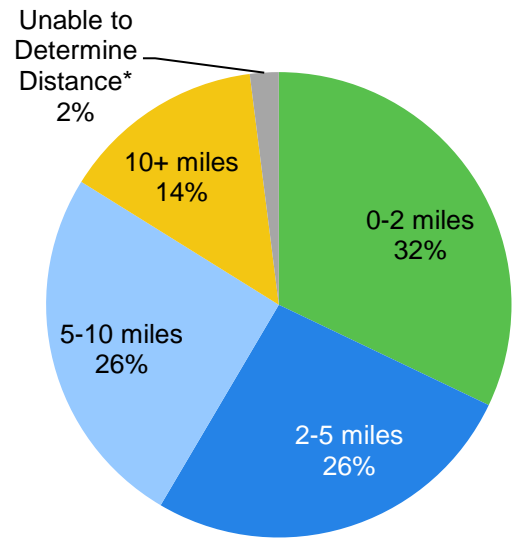 Unable to
Determine
Distance*
2%
10+ miles
14%
0-2 miles
32%
5-10 miles
26%
2-5 miles
26%